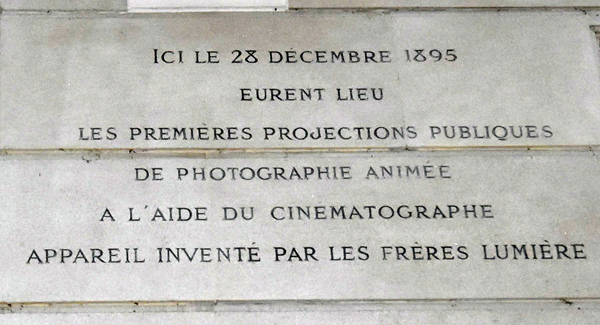 ICI LE 28 DÉCEMBRE 1895
EURENT LIEU
LES PREMIÈRES PROJECTIONS PUBLIQUES
DE PHOTOGRAPHIE ANIMÉE
A L'AIDE DU CINEMATOGRAPHE
APPAREIL INVENTÉ PAR LES FRÈRES LUMIÈRE